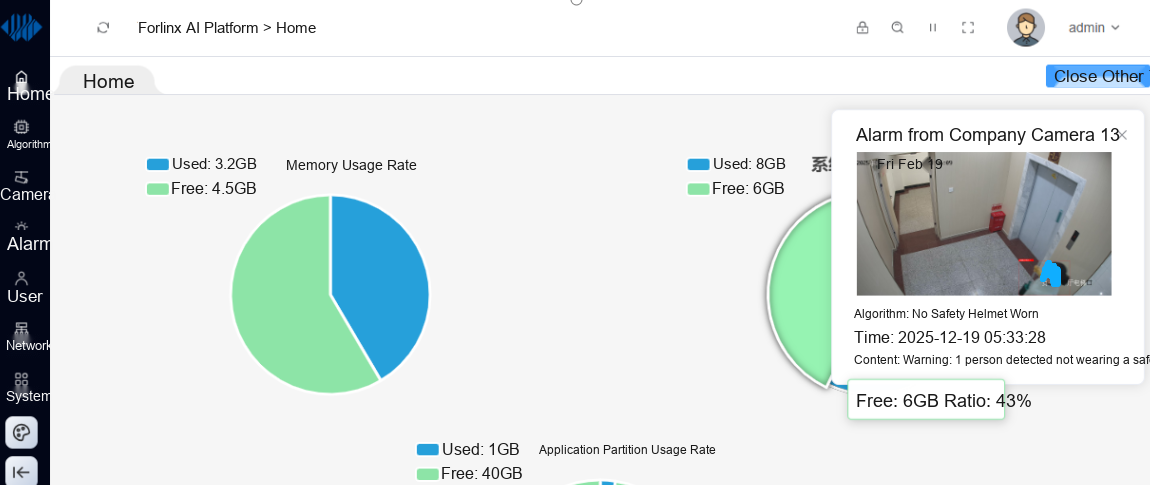 Forlinx AI Platform > Home
admin
Home
Close Other
Home
Algorithm
Camera
Alarm
User
Network
System
Used: 3.2GB
Free: 4.5GB
Memory Usage Rate
Used: 8GB
Free: 6GB
系
Alarm from Company Camera 13
Fri Feb 19
Algorithm: No Safety Helmet Worn
Time: 2025-12-19 05:33:28
Content: Warning: 1 person detected not wearing a saf
Free: 6GB Ratio: 43%
Used: 1GB
Free: 40GB
Application Partition Usage Rate